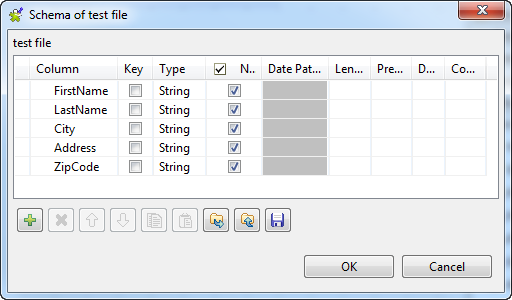 Schema of test file
test file
Column Key Type N.. Date Pat... Len... Pre... D... Co...
FirstName String
LastName String
City String
Address String
ZipCode String
OK Cancel